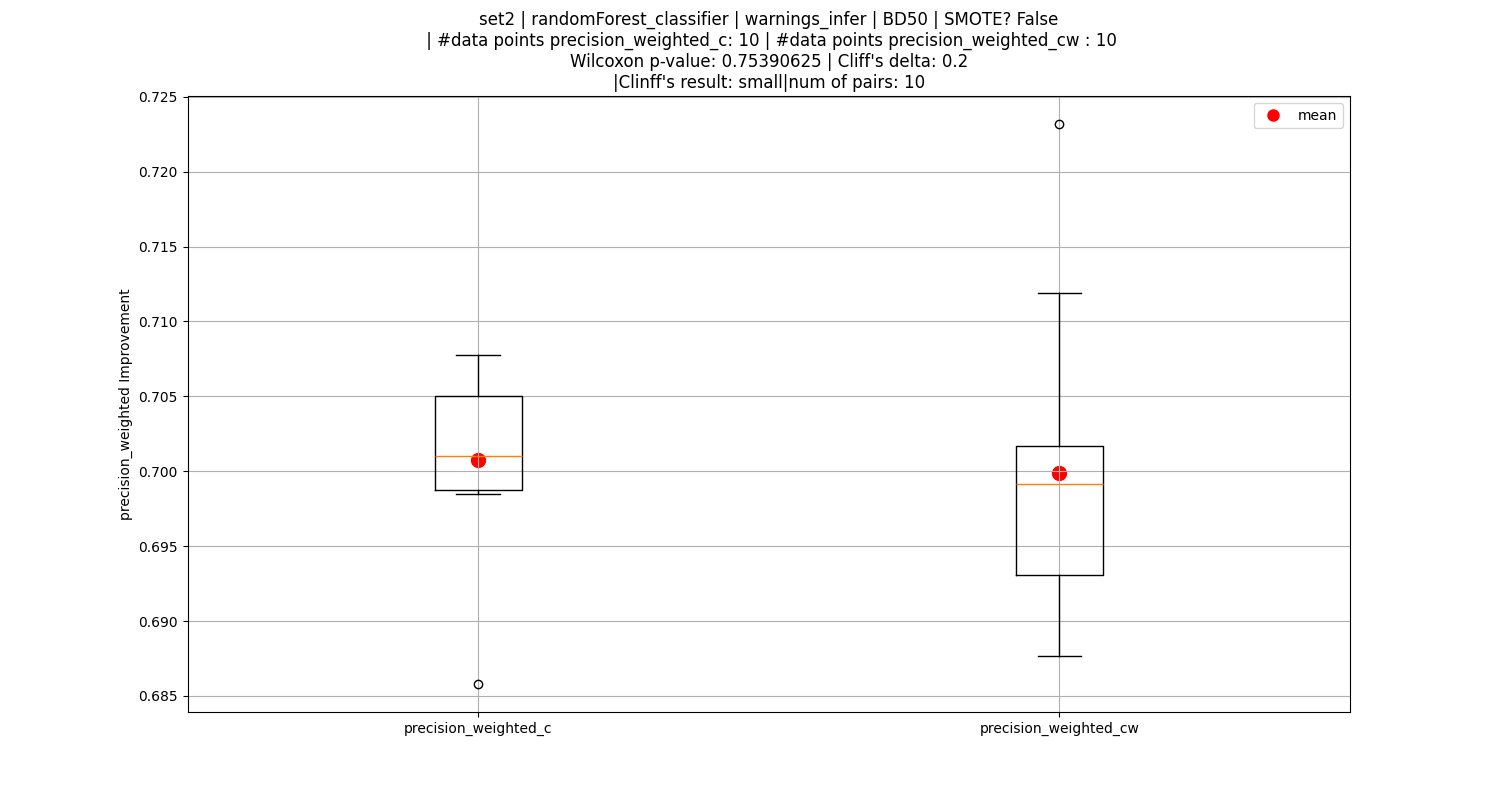 set2 | randomForest_classifier | warnings_infer | BD50 | SMOTE? False
| #data points precision_weighted_c: 10 | #data points precision_weighted_cw : 10
Wilcoxon p-value: 0.75390625 | Cliff's delta: 0.2
|Clinff's result: small|num of pairs: 10
mean
precision_weighted Improvement
0.725
0.720
0.715
0.710
0.705
0.700
0.695
0.690
0.685
precision_weighted_c
precision_weighted_cw